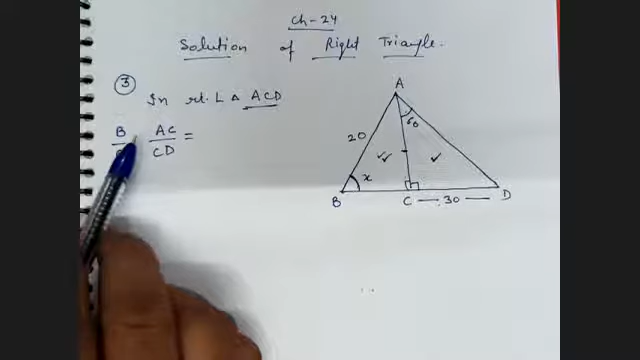 Ch-24
Solution of Right Triangle.
3
In rt. L Δ ACD
B AC
CD =
A
60
20
x
B C 30 D